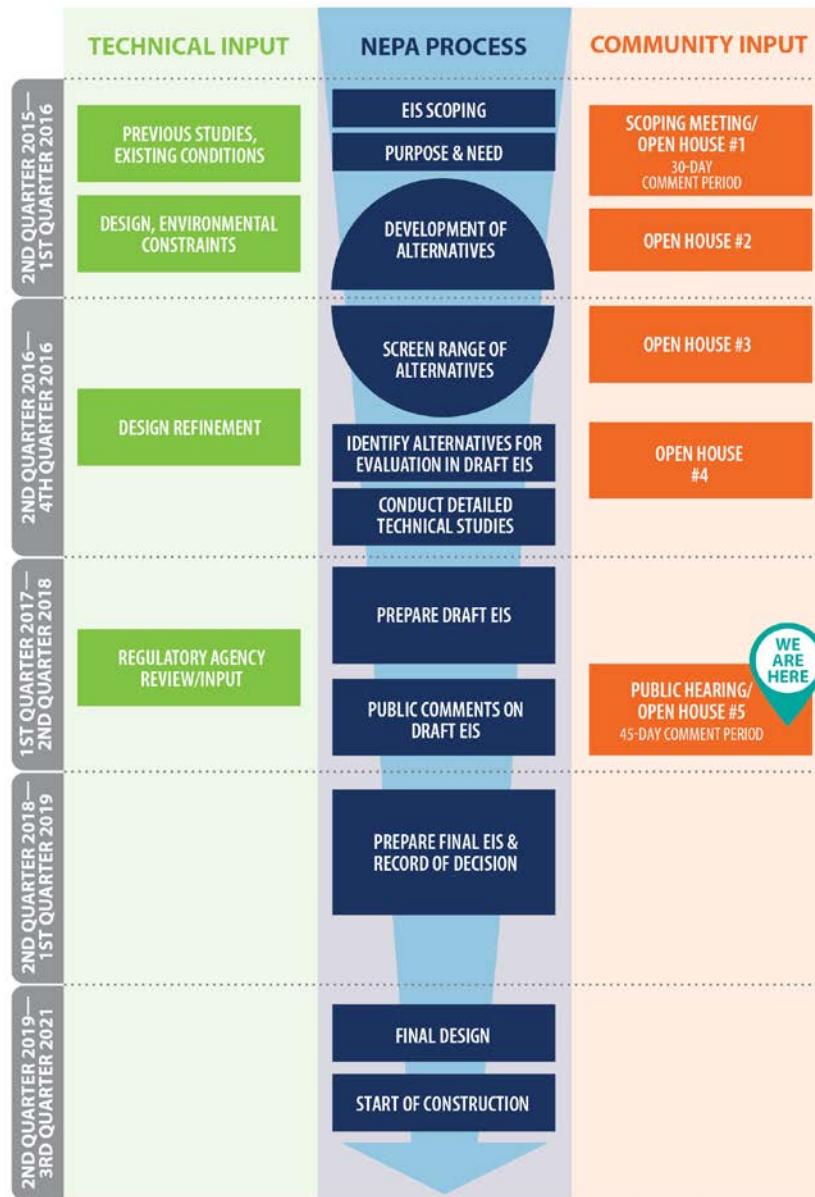 TECHNICAL INPUT
NEPA PROCESS
COMMUNITY INPUT
2ND QUARTER 2015—
1ST QUARTER 2016
PREVIOUS STUDIES,
EXISTING CONDITIONS
DESIGN, ENVIRONMENTAL
CONSTRAINTS
EIS SCOPING
PURPOSE & NEED
DEVELOPMENT OF
ALTERNATIVES
SCOPING MEETING/
OPEN HOUSE #1
30-DAY
COMMENT PERIOD
OPEN HOUSE #2
2ND QUARTER 2016—
4TH QUARTER 2016
DESIGN REFINEMENT
SCREEN RANGE OF
ALTERNATIVES
IDENTIFY ALTERNATIVES FOR
EVALUATION IN DRAFT EIS
CONDUCT DETAILED
TECHNICAL STUDIES
OPEN HOUSE #3
OPEN HOUSE
#4
1ST QUARTER 2017—
2ND QUARTER 2018
REGULATORY AGENCY
REVIEW/INPUT
PREPARE DRAFT EIS
PUBLIC COMMENTS ON
DRAFT EIS
WE
ARE
HERE
PUBLIC HEARING/
OPEN HOUSE #5
45-DAY COMMENT PERIOD
2ND QUARTER 2018—
1ST QUARTER 2019
PREPARE FINAL EIS &
RECORD OF DECISION
2ND QUARTER 2019—
3RD QUARTER 2021
FINAL DESIGN
START OF CONSTRUCTION